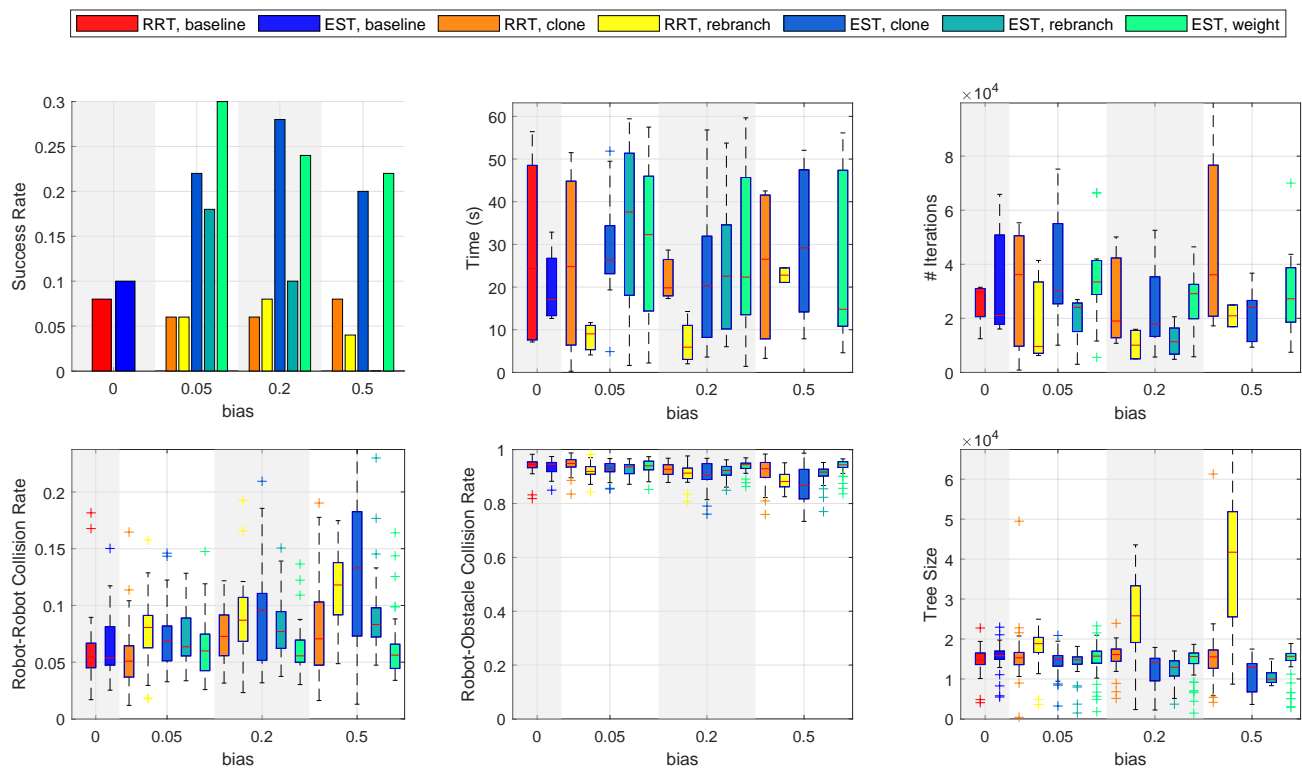 RRT, baseline EST, baseline RRT, clone RRT, rebranch EST, clone EST, rebranch EST, weight
0.3
0.25
0.2
0.15
0.1
0.05
0
Success Rate
0 0.05 0.2 0.5
bias
60
50
40
30
20
10
0
Time (s)
0 0.05 0.2 0.5
bias
×10⁴
8
6
4
2
0
# Iterations
0 0.05 0.2 0.5
bias
0.2
0.15
0.1
0.05
0
Robot-Robot Collision Rate
0 0.05 0.2 0.5
bias
1
0.8
0.6
0.4
0.2
0
Robot-Obstacle Collision Rate
0 0.05 0.2 0.5
bias
×10⁴
6
5
4
3
2
1
0
Tree Size
0 0.05 0.2 0.5
bias